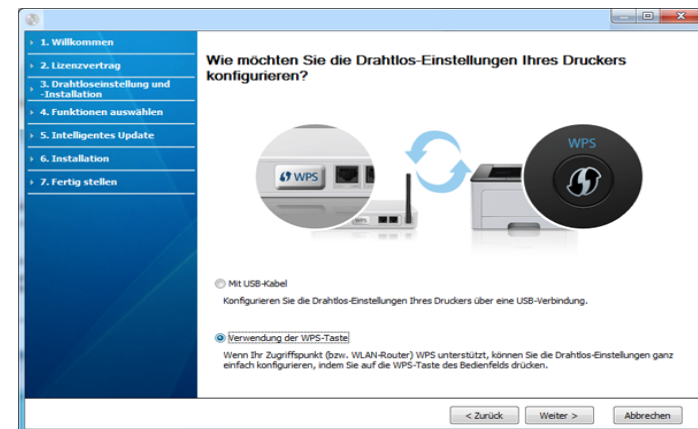 1. Willkommen
2. Lizenzvertrag
3. Drahtloseinstellung und
-Installation
4. Funktionen auswählen
5. Intelligentes Update
6. Installation
7. Fertig stellen
Wie möchten Sie die Drahtlos-Einstellungen Ihres Druckers
konfigurieren?
WPS
WPS
WPS
Mit USB-Kabel
Konfigurieren Sie die Drahtlos-Einstellungen Ihres Druckers über eine USB-Verbindung.
Verwendung der WPS-Taste
Wenn Ihr Zugriffspunkt (bzw. WLAN-Router) WPS unterstützt, können Sie die Drahtlos-Einstellungen ganz
einfach konfigurieren, indem Sie auf die WPS-Taste des Bedienfelds drücken.
< Zurück
Weiter >
Abbrechen